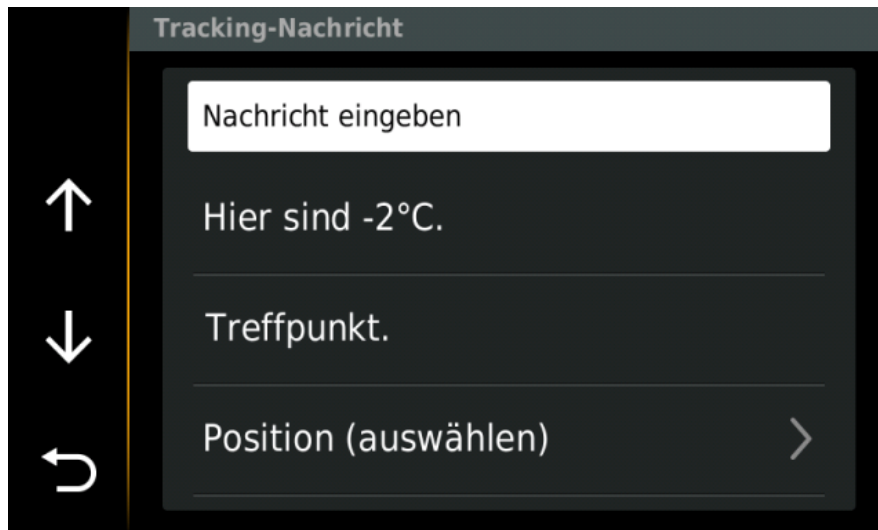 Tracking-Nachricht
Nachricht eingeben
Hier sind -2°C.
Treffpunkt.
Position (auswählen)